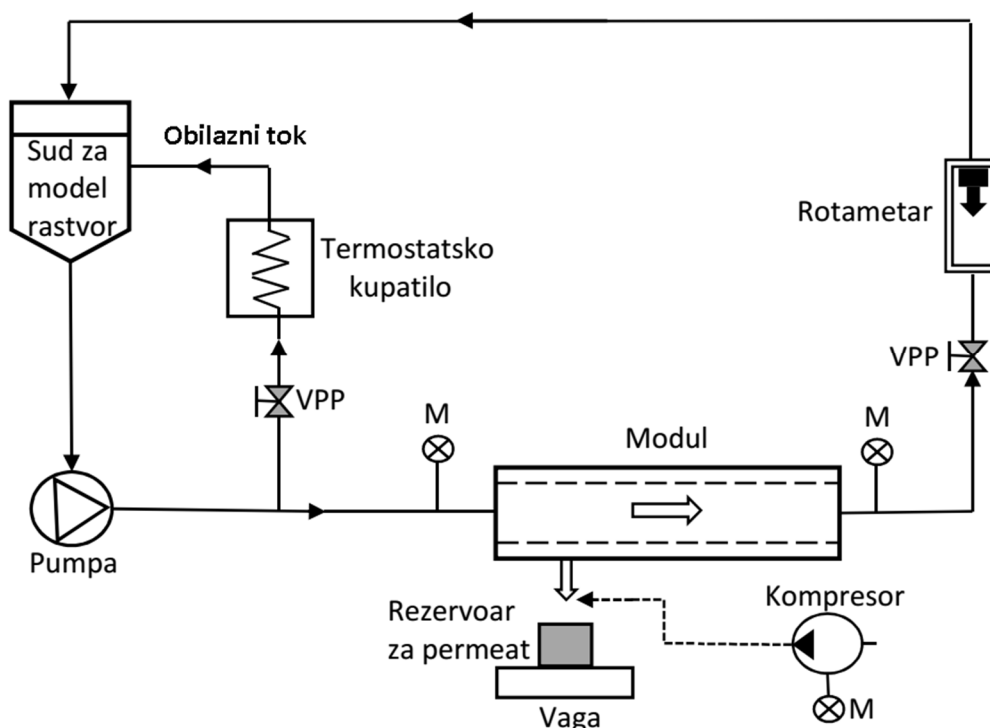 Obilazni tok
Sud za
model
rastvor
Rotametar
Termostatsko
kupatilo
VPP
VPP
M
M
Modul
Pumpa
Kompresor
Rezervoar
za permeat
M
Vaga